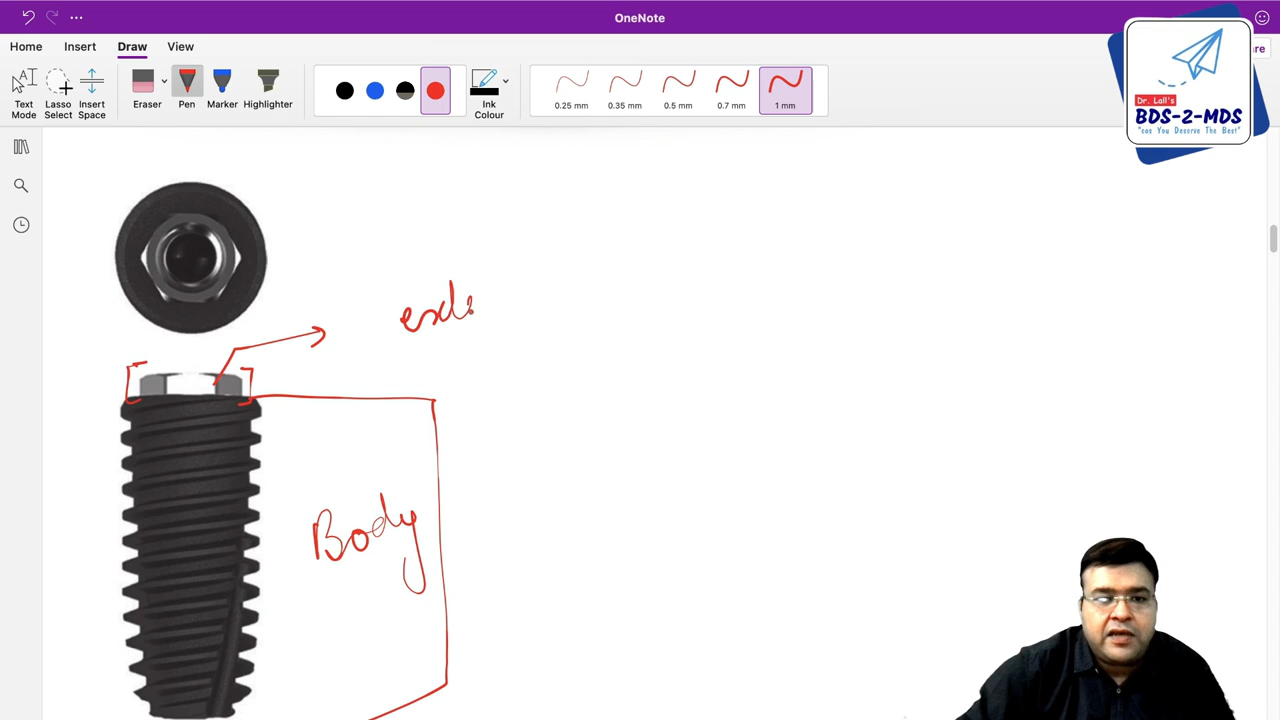 OneNote
Home Insert Draw View
re
Text Mode
Lasso Select
Insert Space
Eraser
Pen
Marker
Highlighter
Ink Colour
0.25 mm
0.35 mm
0.5 mm
0.7 mm
1 mm
Dr. Lall's
BDS-2-MDS
"cos You Deserve The Best"
Body